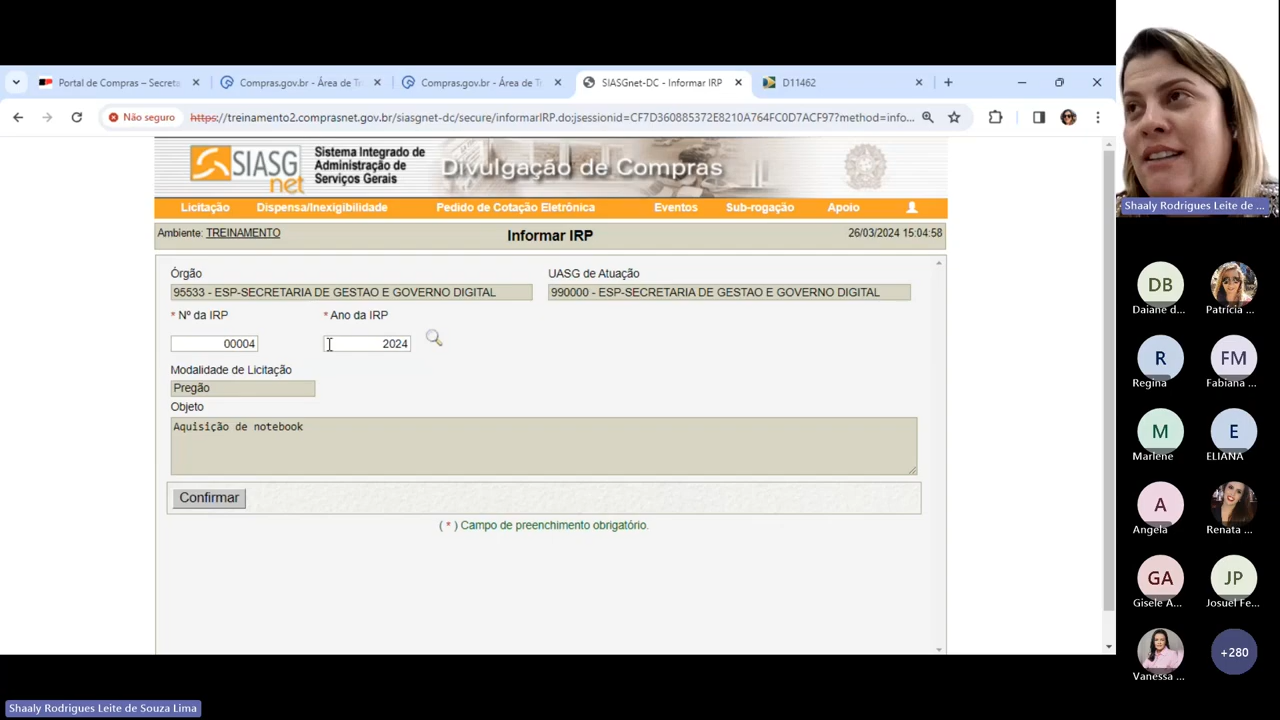 Portal de Compras – Secreta
Compras.gov.br - Área de Tr
Compras.gov.br - Área de Tr
SIASGnet-DC - Informar IRP
D11462
Não seguro
https://treinamento2.comprasnet.gov.br/siasgnet-dc/secure/informarIRP.do;jsessionid=CF7D360885372E8210A764FC0D7ACF97?method=info...
SIASG
net
Sistema Integrado de
Administração de
Serviços Gerais
Divulgação de Compras
Licitação Dispensa/Inexigibilidade Pedido de Cotação Eletrônica Eventos Sub-rogação Apoio
Ambiente: TREINAMENTO
Informar IRP
26/03/2024 15:04:58
Órgão
95533 - ESP-SECRETARIA DE GESTAO E GOVERNO DIGITAL
UASG de Atuação
990000 - ESP-SECRETARIA DE GESTAO E GOVERNO DIGITAL
* Nº da IRP
00004
* Ano da IRP
2024
Modalidade de Licitação
Pregão
Objeto
Aquisição de notebook
Confirmar
( * ) Campo de preenchimento obrigatório.
Shaaly Rodrigues Leite de ...
DB
Daiane d...
Patrícia ...
R
Regina
FM
Fabiana ...
M
Marlene
E
ELIANA
A
Angela
Renata ...
GA
Gisele A...
JP
Josuel Fe...
Vanessa ...
+280
Shaaly Rodrigues Leite de Souza Lima